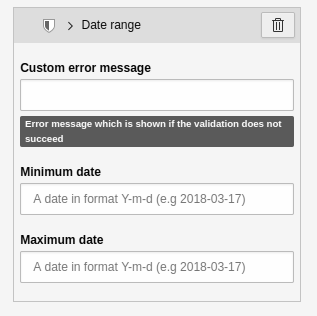 Date range
Custom error message
Error message which is shown if the validation does not
succeed
Minimum date
A date in format Y-m-d (e.g 2018-03-17)
Maximum date
A date in format Y-m-d (e.g 2018-03-17)